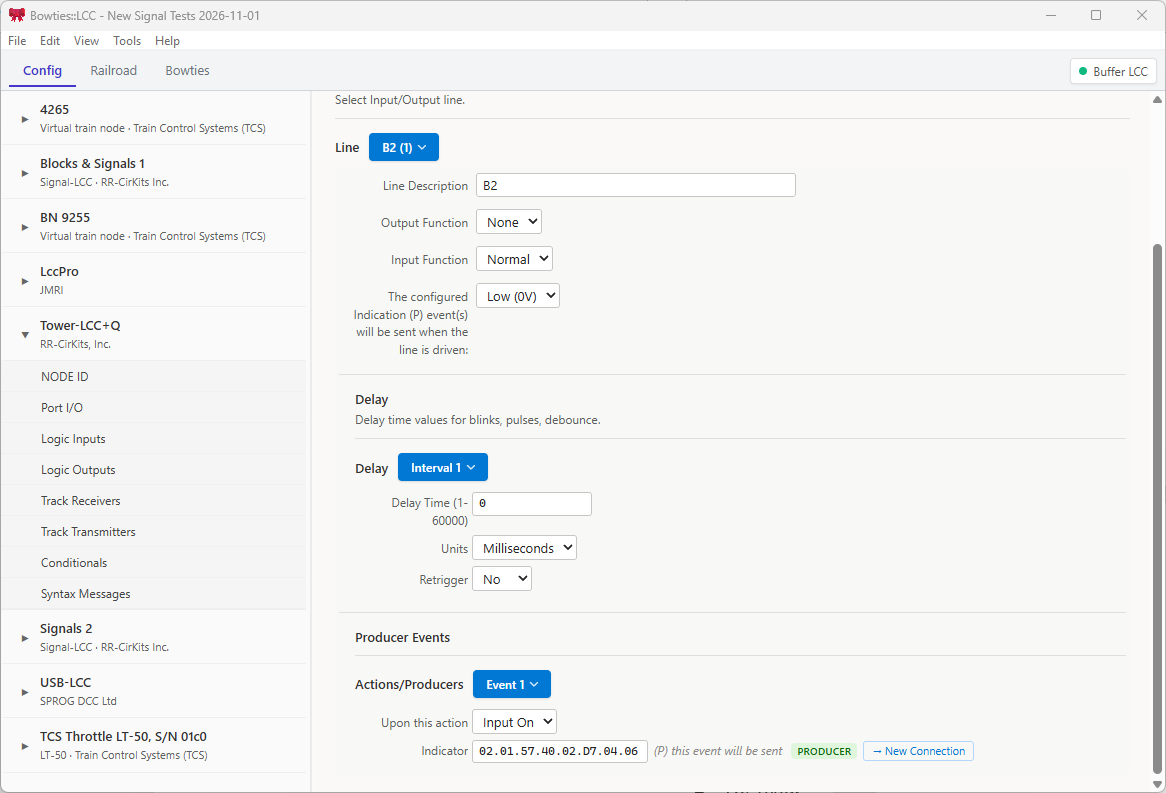 Bowties::LCC - New Signal Tests 2026-11-01
File Edit View Tools Help
Config Railroad Bowties
Buffer LCC
4265
Virtual train node · Train Control Systems (TCS)
Blocks & Signals 1
Signal-LCC · RR-CirKits Inc.
BN 9255
Virtual train node · Train Control Systems (TCS)
LccPro
JMRI
Tower-LCC+Q
RR-CirKits, Inc.
NODE ID
Port I/O
Logic Inputs
Logic Outputs
Track Receivers
Track Transmitters
Conditionals
Syntax Messages
Signals 2
Signal-LCC · RR-CirKits Inc.
USB-LCC
SPROG DCC Ltd
TCS Throttle LT-50, S/N 01c0
LT-50 · Train Control Systems (TCS)
Select Input/Output line.
Line B2 (1)
Line Description B2
Output Function None
Input Function Normal
The configured Low (0V)
Indication (P) event(s)
will be sent when the
line is driven:
Delay
Delay time values for blinks, pulses, debounce.
Delay Interval 1
Delay Time (1- 0
60000)
Units Milliseconds
Retrigger No
Producer Events
Actions/Producers Event 1
Upon this action Input On
Indicator 02.01.57.40.02.D7.04.06 (P) this event will be sent PRODUCER → New Connection